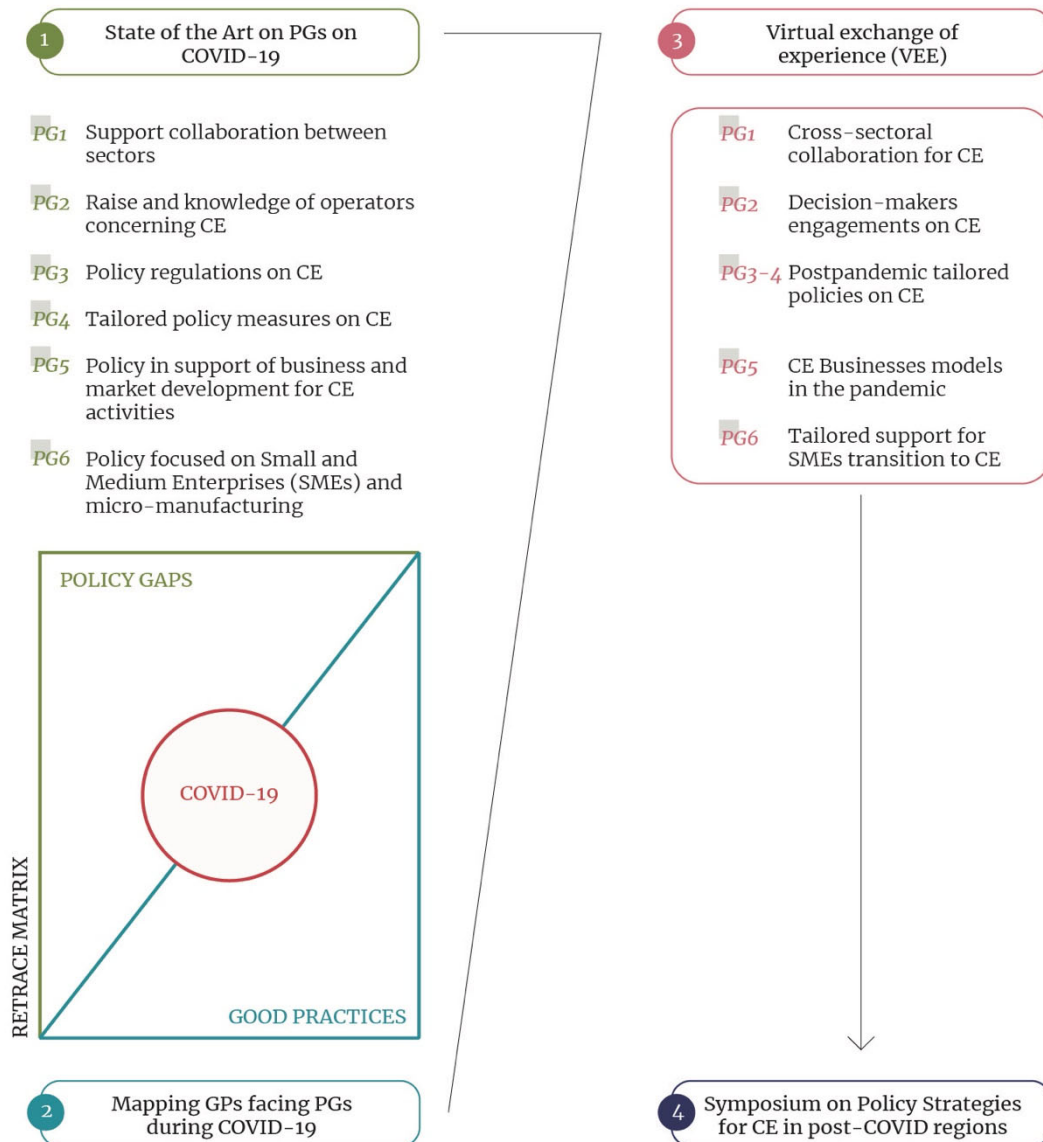 1
State of the Art on PGs on
COVID-19
PG1 Support collaboration between
sectors
PG2 Raise and knowledge of operators
concerning CE
PG3 Policy regulations on CE
PG4 Tailored policy measures on CE
PG5 Policy in support of business and
market development for CE
activities
PG6 Policy focused on Small and
Medium Enterprises (SMEs) and
micro-manufacturing
POLICY GAPS
COVID-19
GOOD PRACTICES
RETRACE MATRIX
2
Mapping GPs facing PGs
during COVID-19
3
Virtual exchange of
experience (VEE)
PG1 Cross-sectoral
collaboration for CE
PG2 Decision-makers
engagements on CE
PG3-4 Postpandemic tailored
policies on CE
PG5 CE Businesses models
in the pandemic
PG6 Tailored support for
SMEs transition to CE
4
Symposium on Policy Strategies
for CE in post-COVID regions